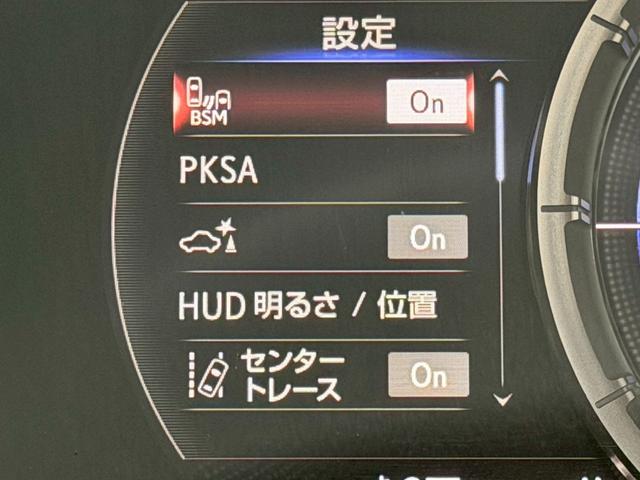 設定
BSM On
PKSA
On
HUD 明るさ / 位置
センター
トレース On